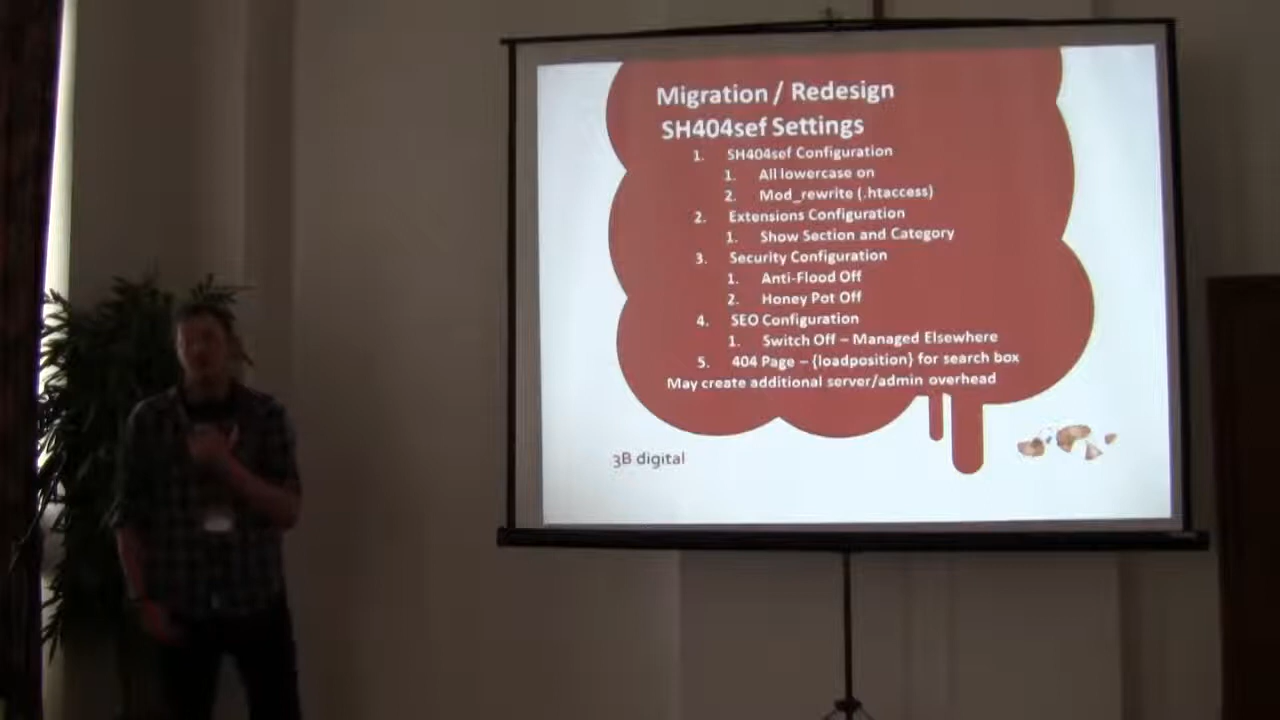 Migration / Redesign
SH404sef Settings
1. SH404sef Configuration
1. All lowercase on
2. Mod_rewrite (.htaccess)
2. Extensions Configuration
1. Show Section and Category
3. Security Configuration
1. Anti-Flood Off
2. Honey Pot Off
4. SEO Configuration
1. Switch Off – Managed Elsewhere
5. 404 Page – {loadposition} for search box
May create additional server/admin overhead
3B digital